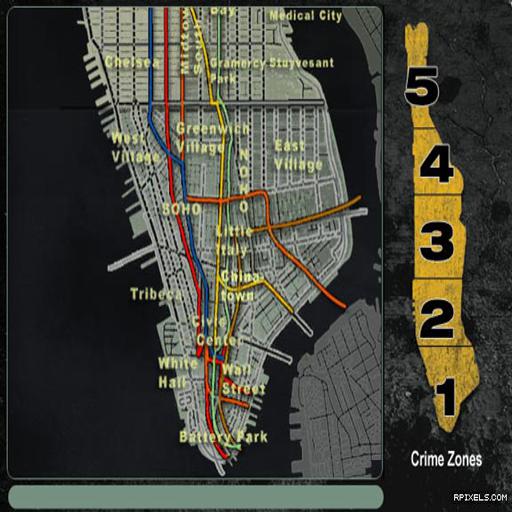 Bay
Medical City
Midtown
South
Chelsea
Gramercy
Park
Stuyvesant
West
Village
Greenwich
Village
East
Village
NOHO
SOHO
Little
Italy
China-
town
Tribeca
Civic
Center
White
Hall
Wall
Street
Battery Park
5
4
3
2
1
Crime Zones
RPIXELS.COM